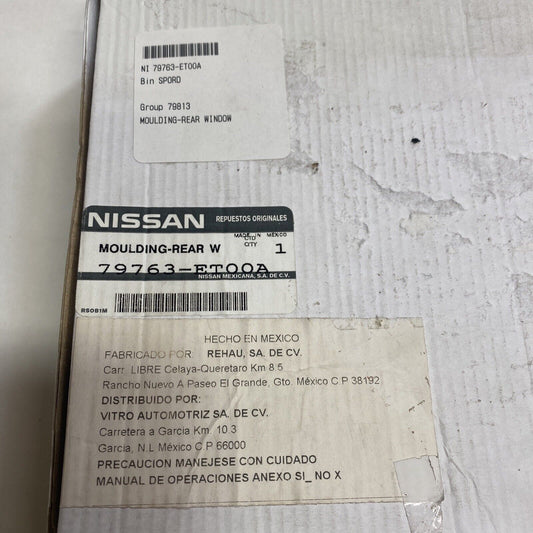 NI 79763-ET00A
Bin SPORD
Group 79813
MOULDING-REAR WINDOW
NISSAN REPUESTOS ORIGINALES
MADE IN MEXICO
MOULDING-REAR W CTD 1
CITY
79763-ET00A
NISSAN MEXICANA, S.A. DE C.V.
RSOB1M
HECHO EN MEXICO
FABRICADO POR: REHAU, SA. DE CV.
Carr. LIBRE Celaya-Queretaro Km 8.5
Rancho Nuevo A Paseo El Grande, Gto. México C.P 38192
DISTRIBUIDO POR:
VITRO AUTOMOTRIZ SA. DE CV.
Carretera a Garcia Km. 10.3
Garcia, N.L México C.P 66000
PRECAUCION MANEJESE CON CUIDADO
MANUAL DE OPERACIONES ANEXO SI_ NO X